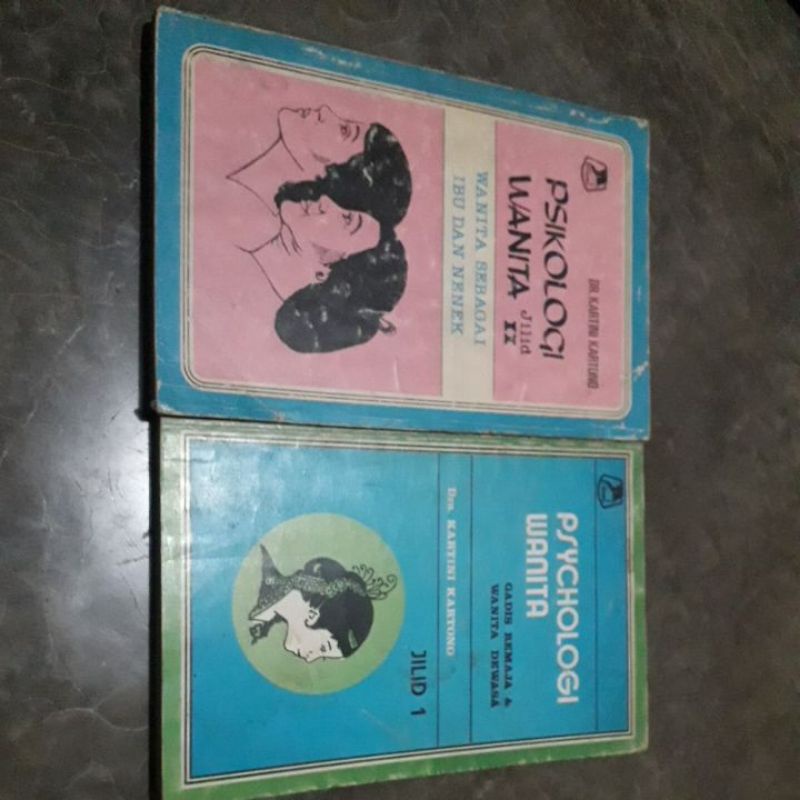 DR. KARTINI KARTONO
PSIKOLOGI
WANITA Jilid II
WANITA SEBAGAI
IBU DAN NENEK
PSYCHOLOGI
WANITA
GADIS REMAJA &
WANITA DEWASA
Dra. KARTINI KARTONO
JILID 1